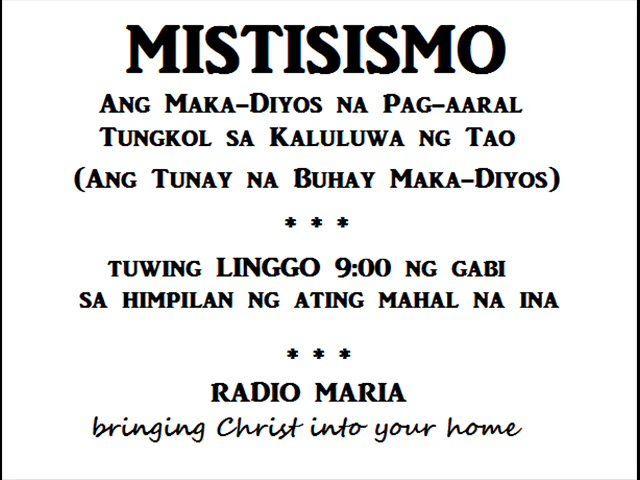 MISTISISMO
ANG MAKA-DIYOS NA PAG-AARAL
TUNGKOL SA KALULUWA NG TAO
(ANG TUNAY NA BUHAY MAKA-DIYOS)
* * *
TUWING LINGGO 9:00 NG GABI
SA HIMPILAN NG ATING MAHAL NA INA
* * *
RADIO MARIA
bringing Christ into your home